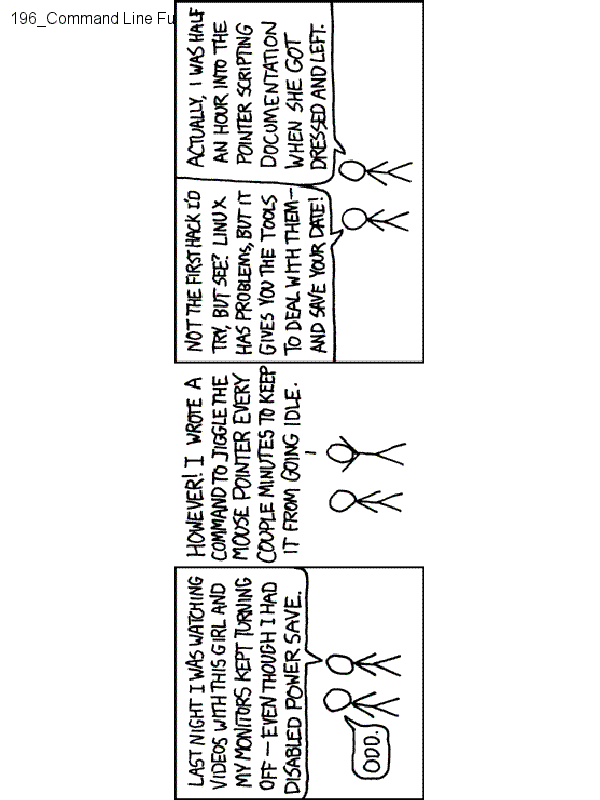 196_Command Line Fu
LAST NIGHT I WAS WATCHING
VIDEOS WITH THIS GIRL AND
MY MONITORS KEPT TURNING
OFF — EVEN THOUGH I HAD
DISABLED POWER SAVE.
ODD.
HOWEVER! I WROTE A
COMMAND TO JIGGLE THE
MOUSE POINTER EVERY
COUPLE MINUTES TO KEEP
IT FROM GOING IDLE.
NOT THE FIRST HACK I'D
TRY, BUT SEE? LINUX
HAS PROBLEMS, BUT IT
GIVES YOU THE TOOLS
TO DEAL WITH THEM—
AND SAVE YOUR DATE!
ACTUALLY, I WAS HALF
AN HOUR INTO THE
POINTER SCRIPTING
DOCUMENTATION
WHEN SHE GOT
DRESSED AND LEFT.